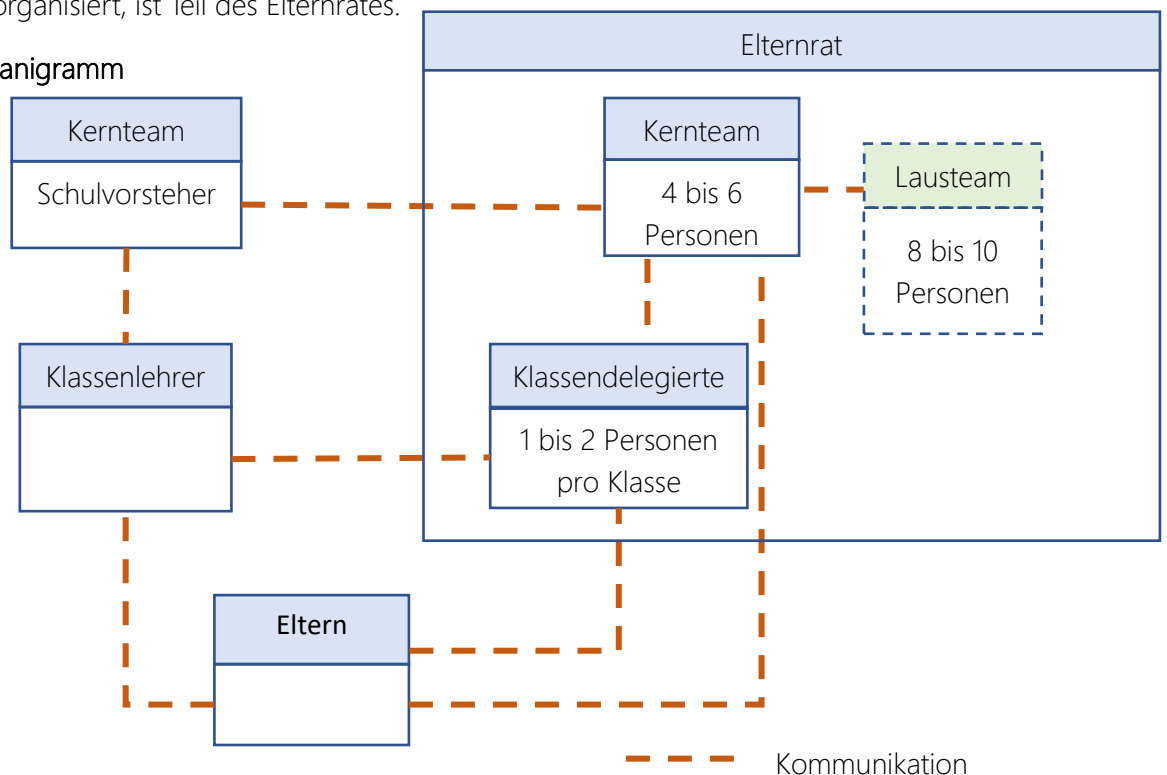 organisiert, ist Teil des Elternrates.
anigramm
Elternrat
Kernteam
Schulvorsteher
Kernteam
4 bis 6
Personen
Lausteam
8 bis 10
Personen
Klassenlehrer
Klassendelegierte
1 bis 2 Personen
pro Klasse
Eltern
Kommunikation